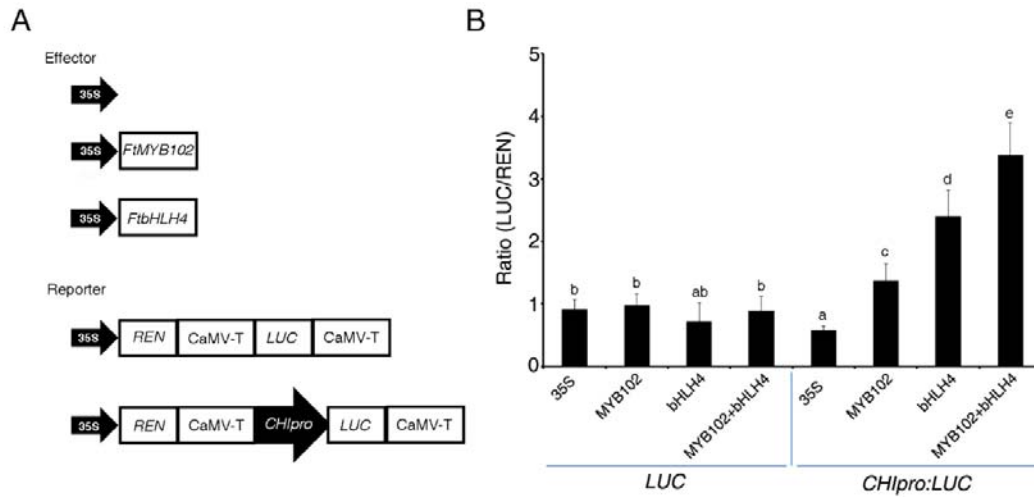 A
Effector
35S
35S FtMYB102
35S FtbHLH4
Reporter
35S REN CaMV-T LUC CaMV-T
35S REN CaMV-T CHIpro LUC CaMV-T
B
Ratio (LUC/REN)
5
4
3
2
1
0
b b ab b a c d e
35S MYB102 bHLH4 MYB102+bHLH4 35S MYB102 bHLH4 MYB102+bHLH4
LUC CHIpro:LUC